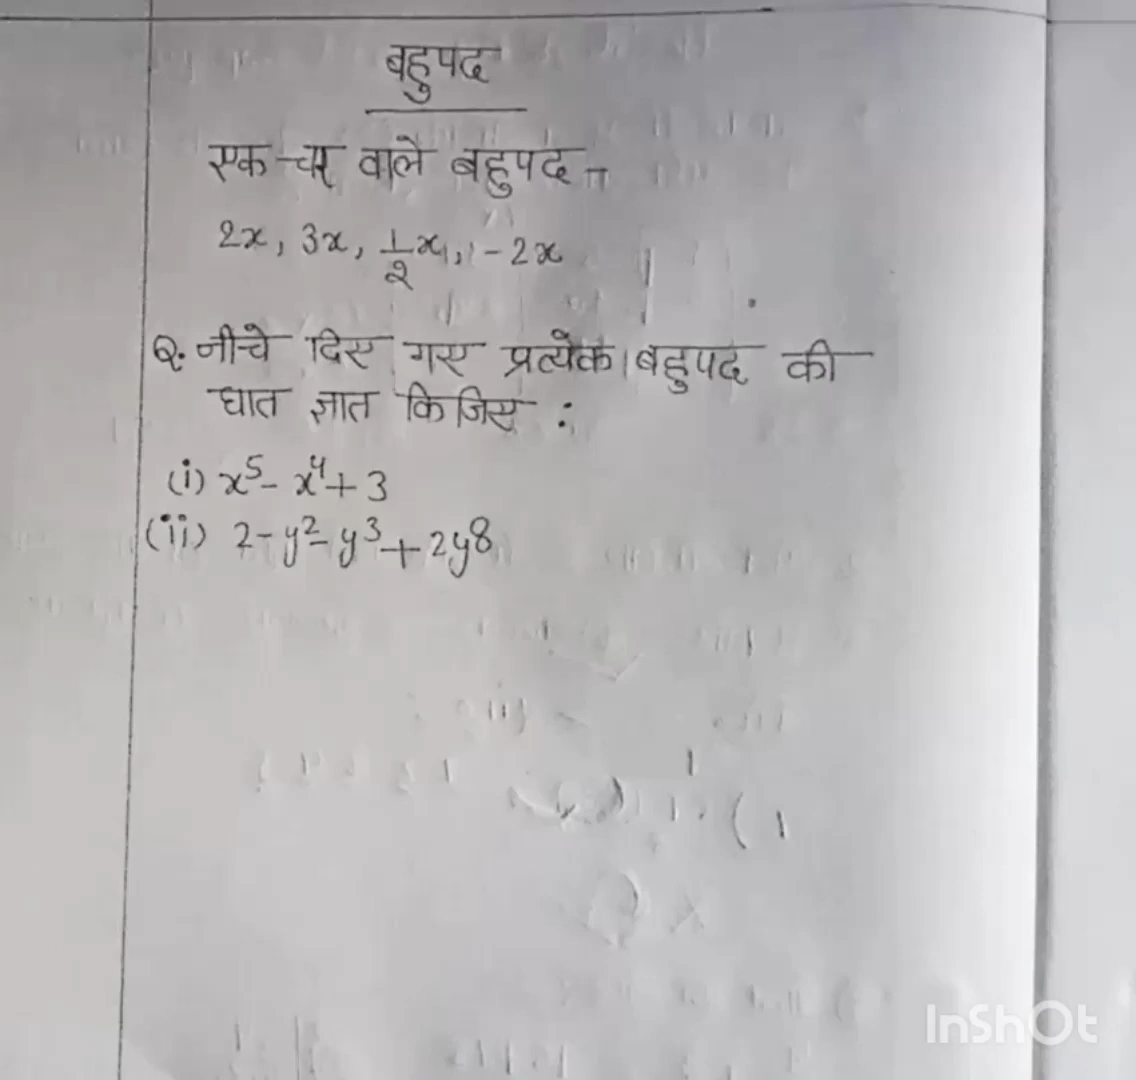 बहुपद
एक चर वाले बहुपद →
2x, 3x, 1/2 x, -2x
Q. नीचे दिए गए प्रत्येक बहुपद की
घात ज्ञात किजिए :
(i) x⁵ - x⁴ + 3
(ii) 2 - y² - y³ + 2y8
InShOt